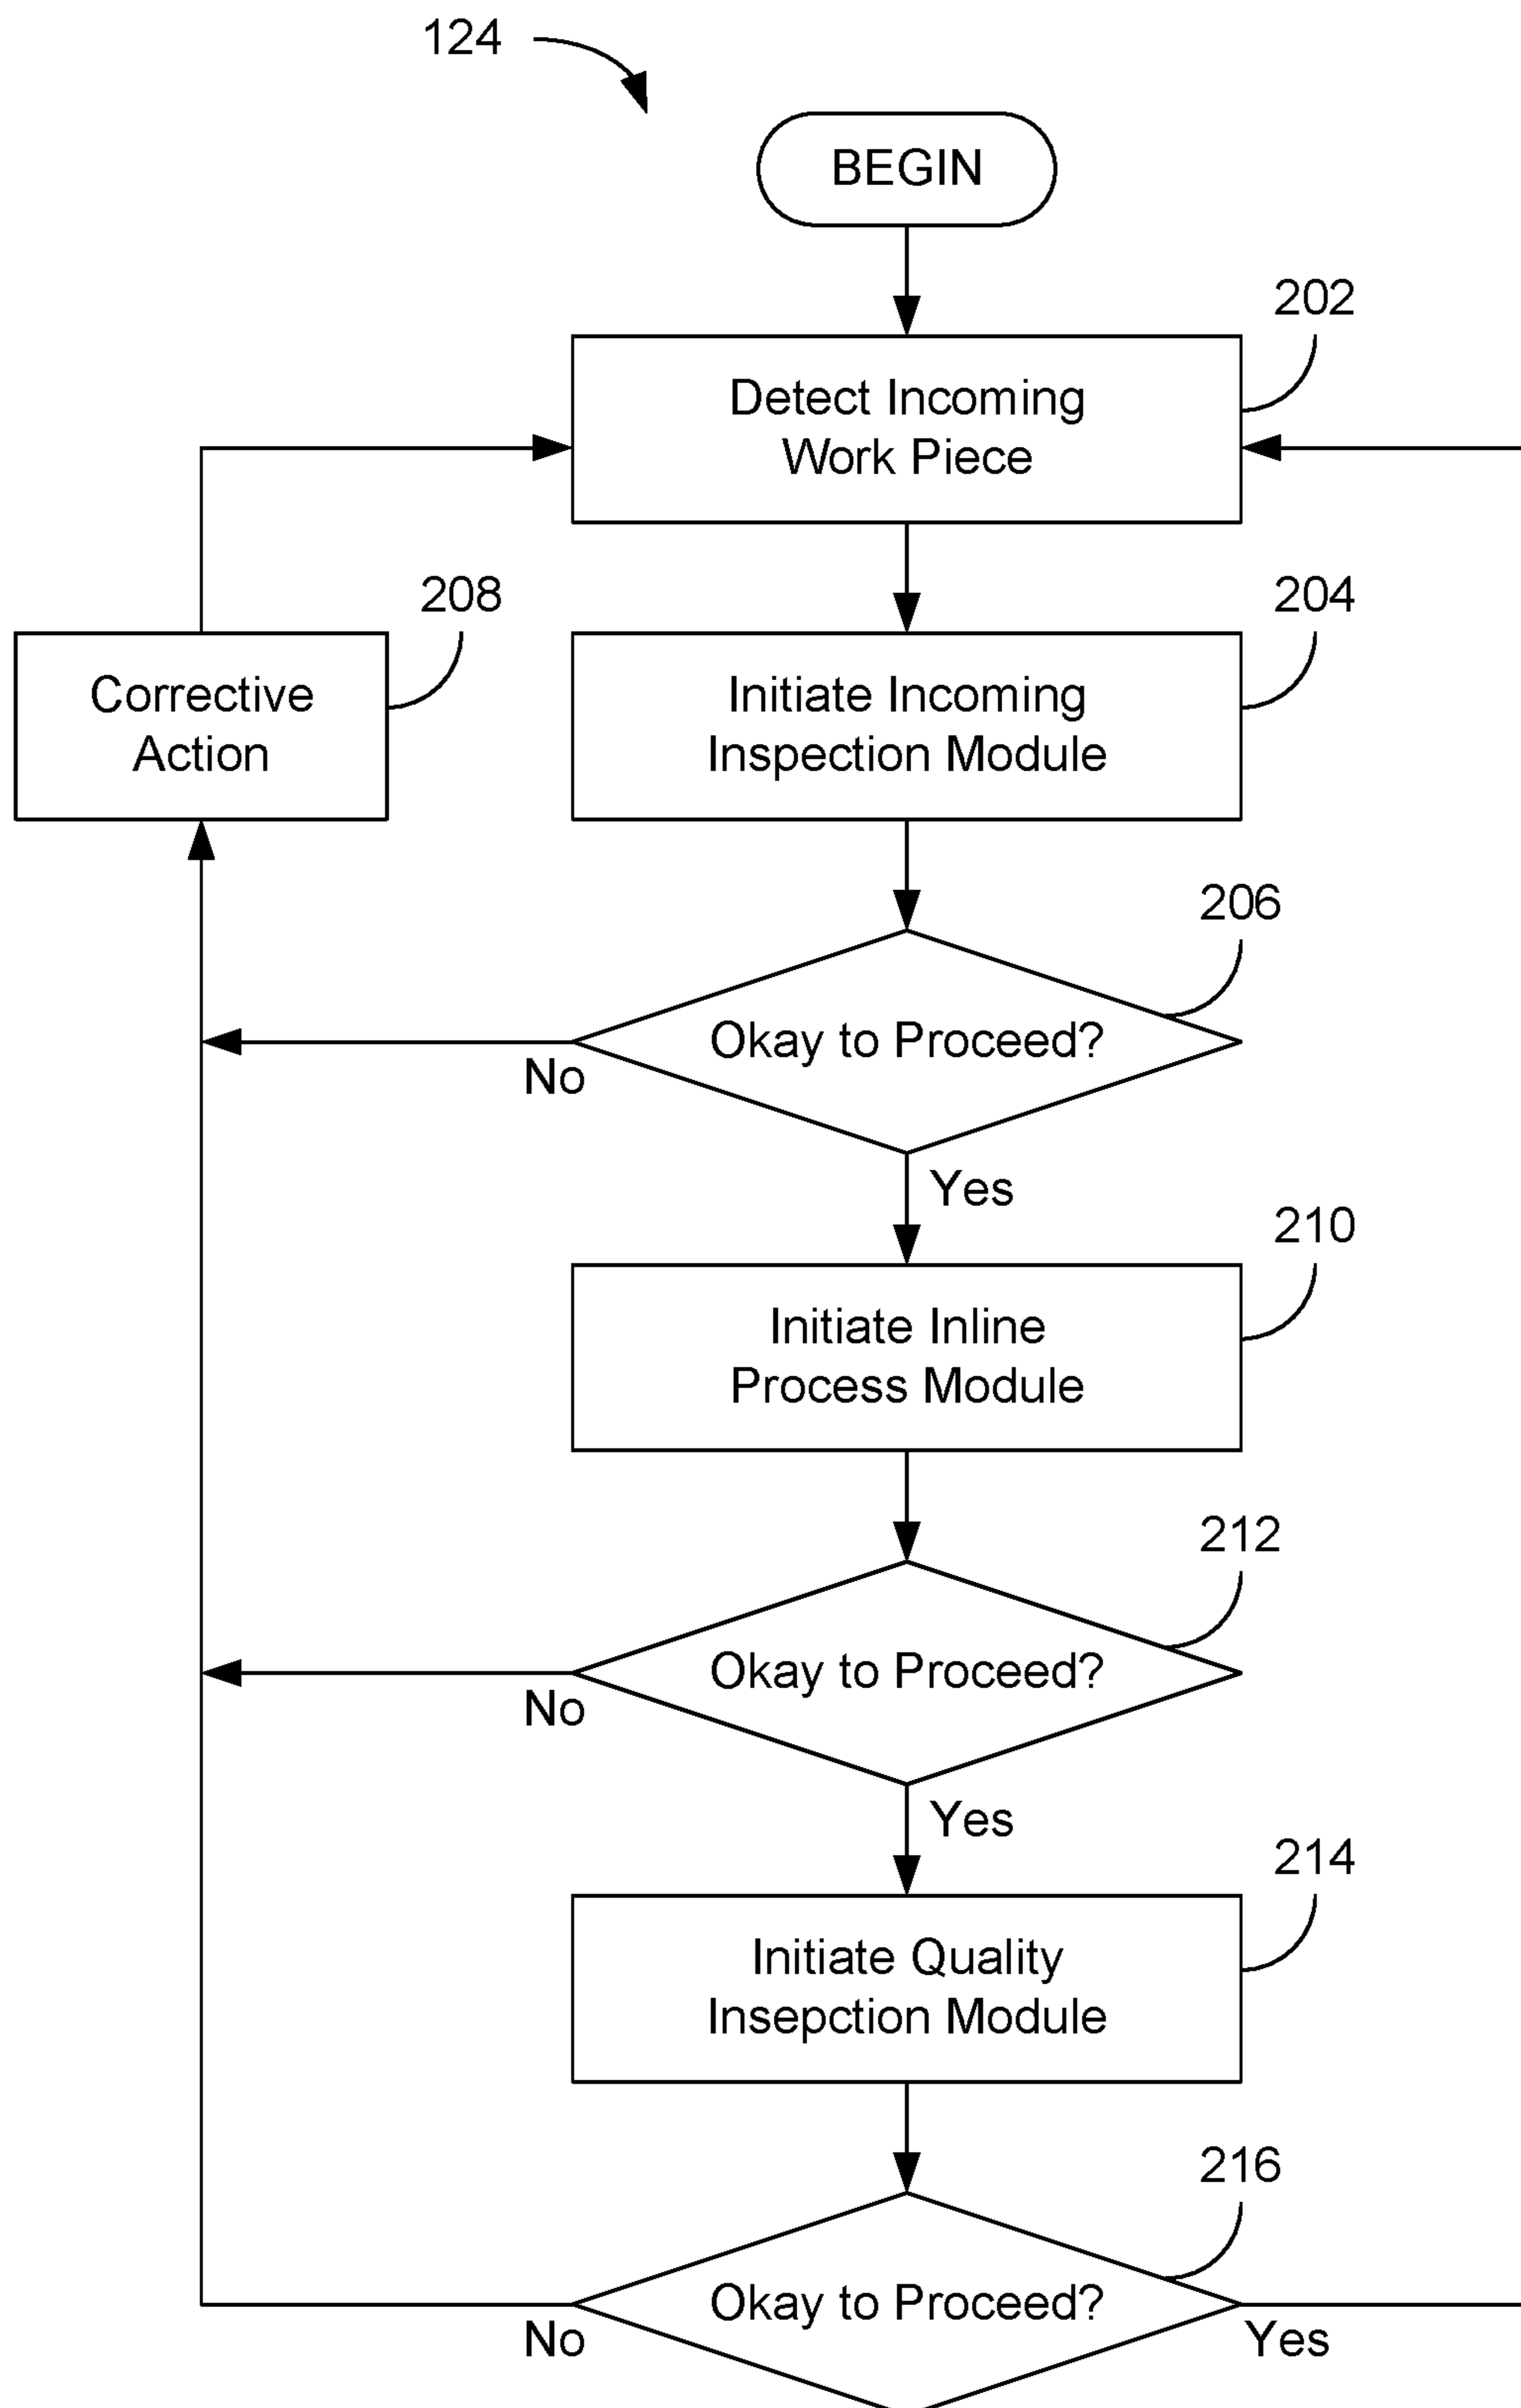 124
BEGIN
202
Detect Incoming
Work Piece
208
204
Corrective
Action
Initiate Incoming
Inspection Module
206
Okay to Proceed?
No
Yes
210
Initiate Inline
Process Module
212
Okay to Proceed?
No
Yes
214
Initiate Quality
Insepction Module
216
Okay to Proceed?
No
Yes